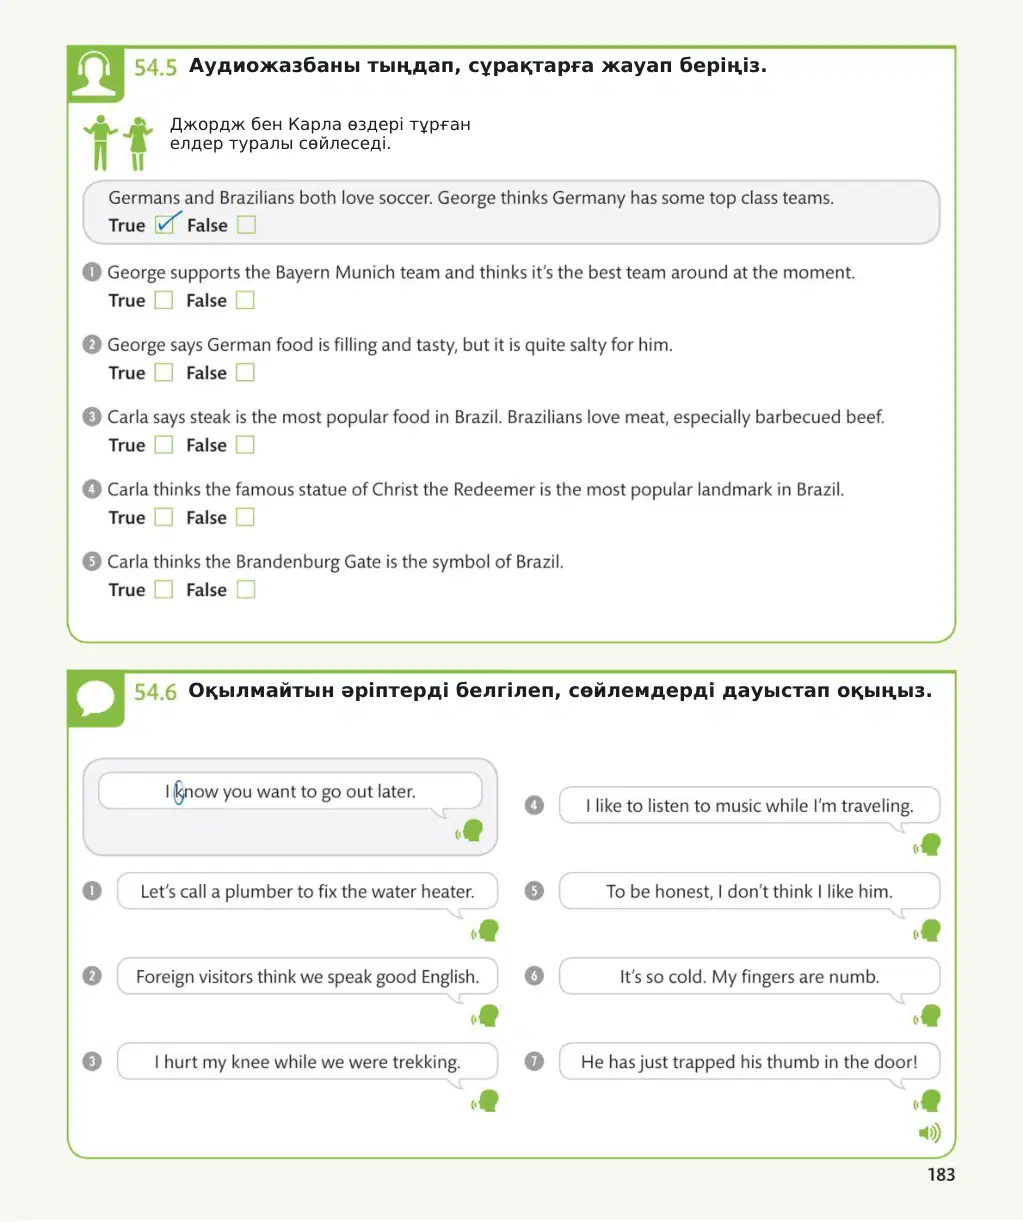 54.5 Аудиожазбаны тыңдап, сұрақтарға жауап беріңіз.
Джордж бен Карла өздері тұрған
елдер туралы сөйлеседі.
Germans and Brazilians both love soccer. George thinks Germany has some top class teams.
True False
1 George supports the Bayern Munich team and thinks it's the best team around at the moment.
True False
2 George says German food is filling and tasty, but it is quite salty for him.
True False
3 Carla says steak is the most popular food in Brazil. Brazilians love meat, especially barbecued beef.
True False
4 Carla thinks the famous statue of Christ the Redeemer is the most popular landmark in Brazil.
True False
5 Carla thinks the Brandenburg Gate is the symbol of Brazil.
True False
54.6 Оқылмайтын әріптерді белгілеп, сөйлемдерді дауыстап оқыңыз.
I know you want to go out later.
1 Let's call a plumber to fix the water heater.
2 Foreign visitors think we speak good English.
3 I hurt my knee while we were trekking.
4 I like to listen to music while I'm traveling.
5 To be honest, I don't think I like him.
6 It's so cold. My fingers are numb.
7 He has just trapped his thumb in the door!
183